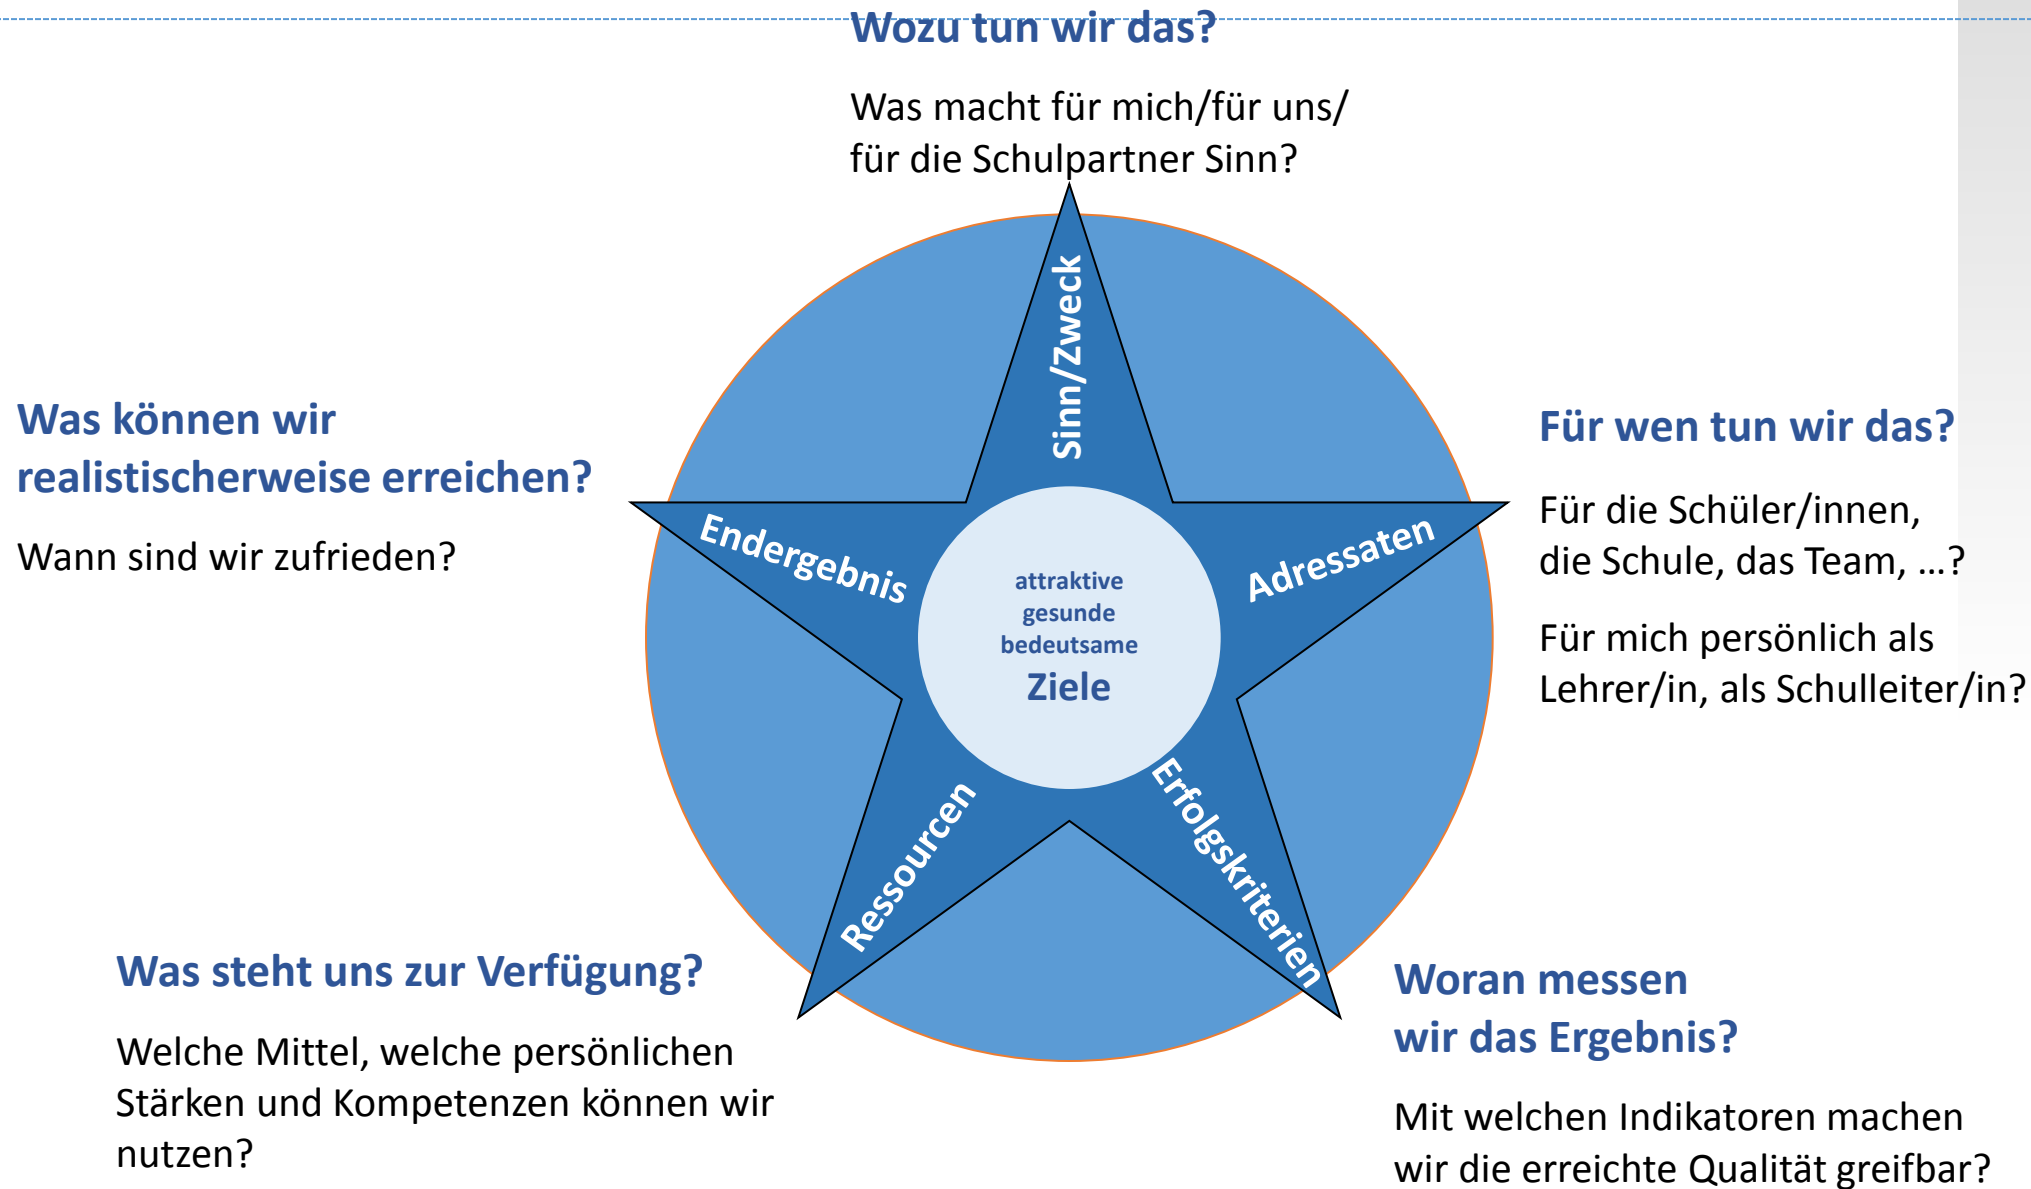 Wozu tun wir das?
Was macht für mich/für uns/
für die Schulpartner Sinn?
Sinn/Zweck
Was können wir
realistischerweise erreichen?
Wann sind wir zufrieden?
Endergebnis
attraktive
gesunde
bedeutsame
Ziele
Adressaten
Für wen tun wir das?
Für die Schüler/innen,
die Schule, das Team, …?
Für mich persönlich als
Lehrer/in, als Schulleiter/in?
Ressourcen
Erfolgskriterien
Was steht uns zur Verfügung?
Welche Mittel, welche persönlichen
Stärken und Kompetenzen können wir
nutzen?
Woran messen
wir das Ergebnis?
Mit welchen Indikatoren machen
wir die erreichte Qualität greifbar?